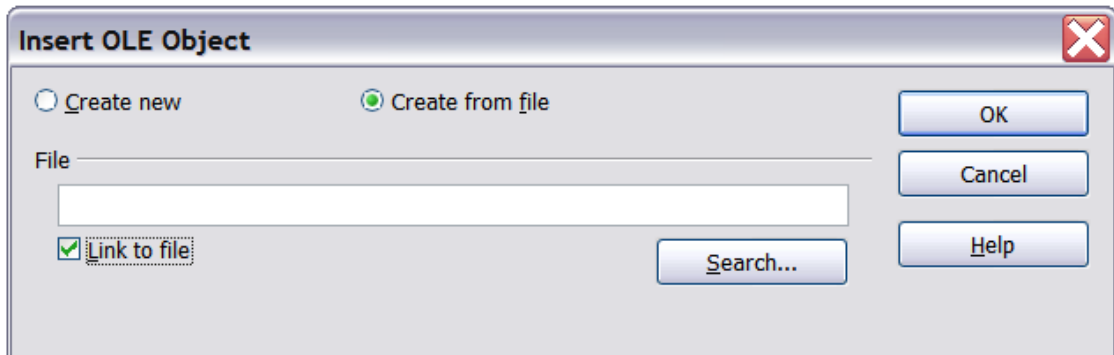 Insert OLE Object
Create new
Create from file
OK
File
Cancel
Link to file
Search...
Help